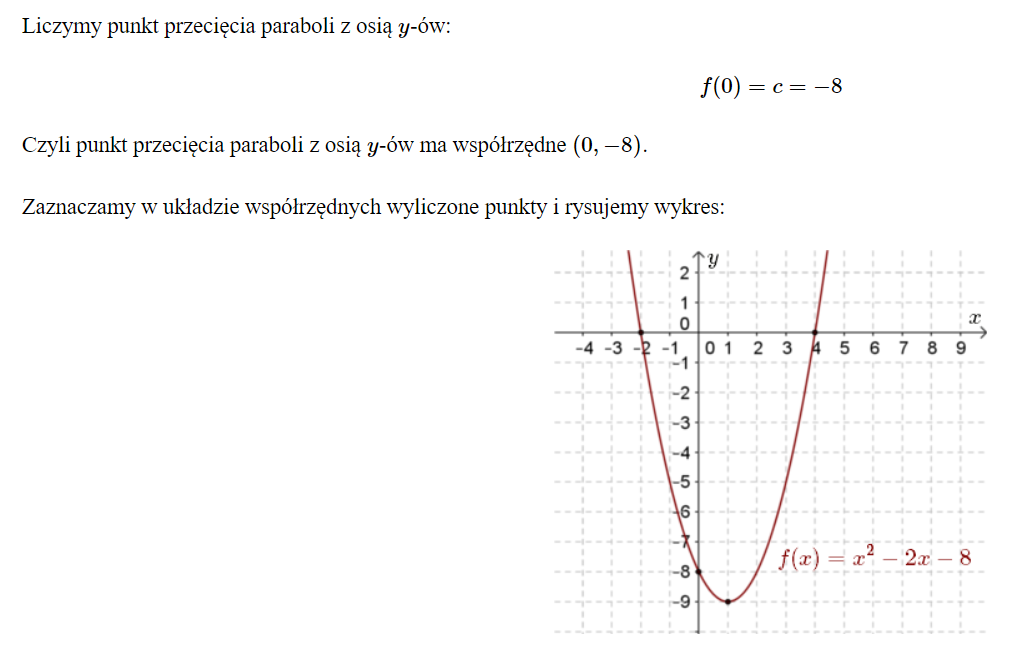 Liczymy punkt przecięcia paraboli z osią y-ów:
f(0) = c = −8
Czyli punkt przecięcia paraboli z osią y-ów ma współrzędne (0, −8).
Zaznaczamy w układzie współrzędnych wyliczone punkty i rysujemy wykres:
y
2
1
0
x
-4 -3 -2 -1 0 1 2 3 4 5 6 7 8 9
-1
-2
-3
-4
-5
-6
-7
f(x) = x² − 2x − 8
-8
-9